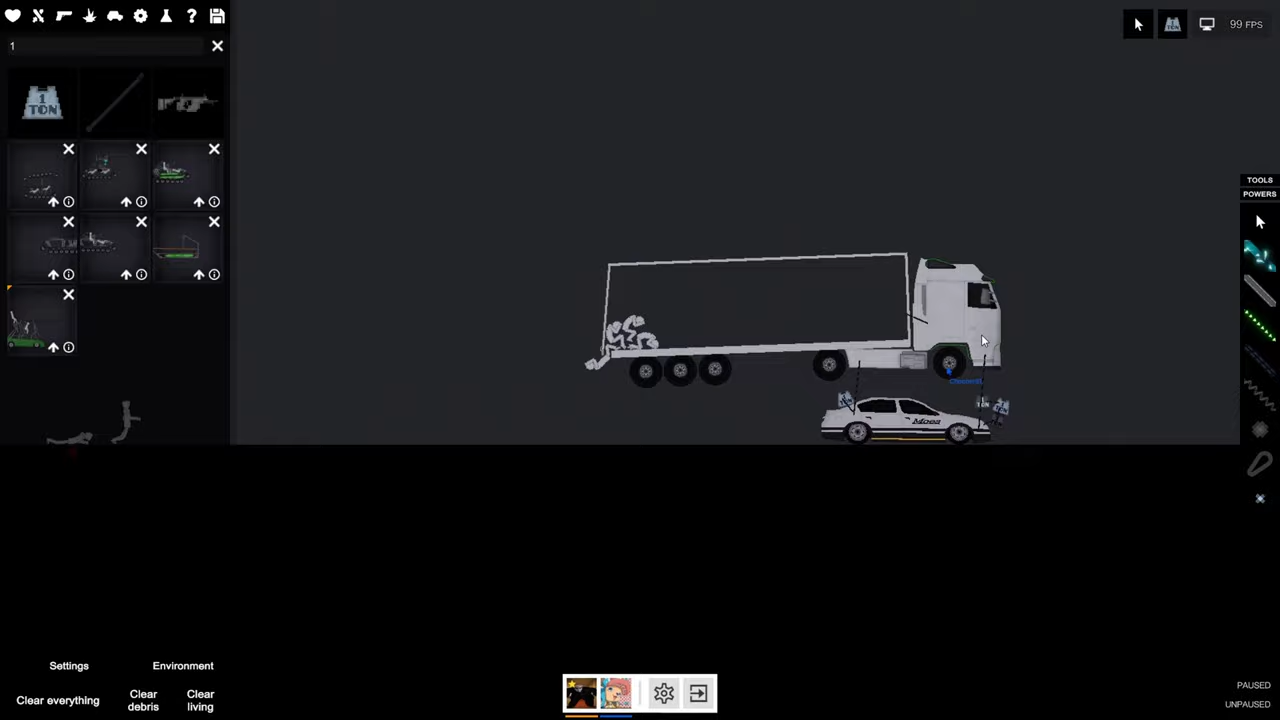 99 FPS
1
1
TON
TOOLS
POWERS
Settings
Environment
Clear everything
Clear
debris
Clear
living
PAUSED
UNPAUSED